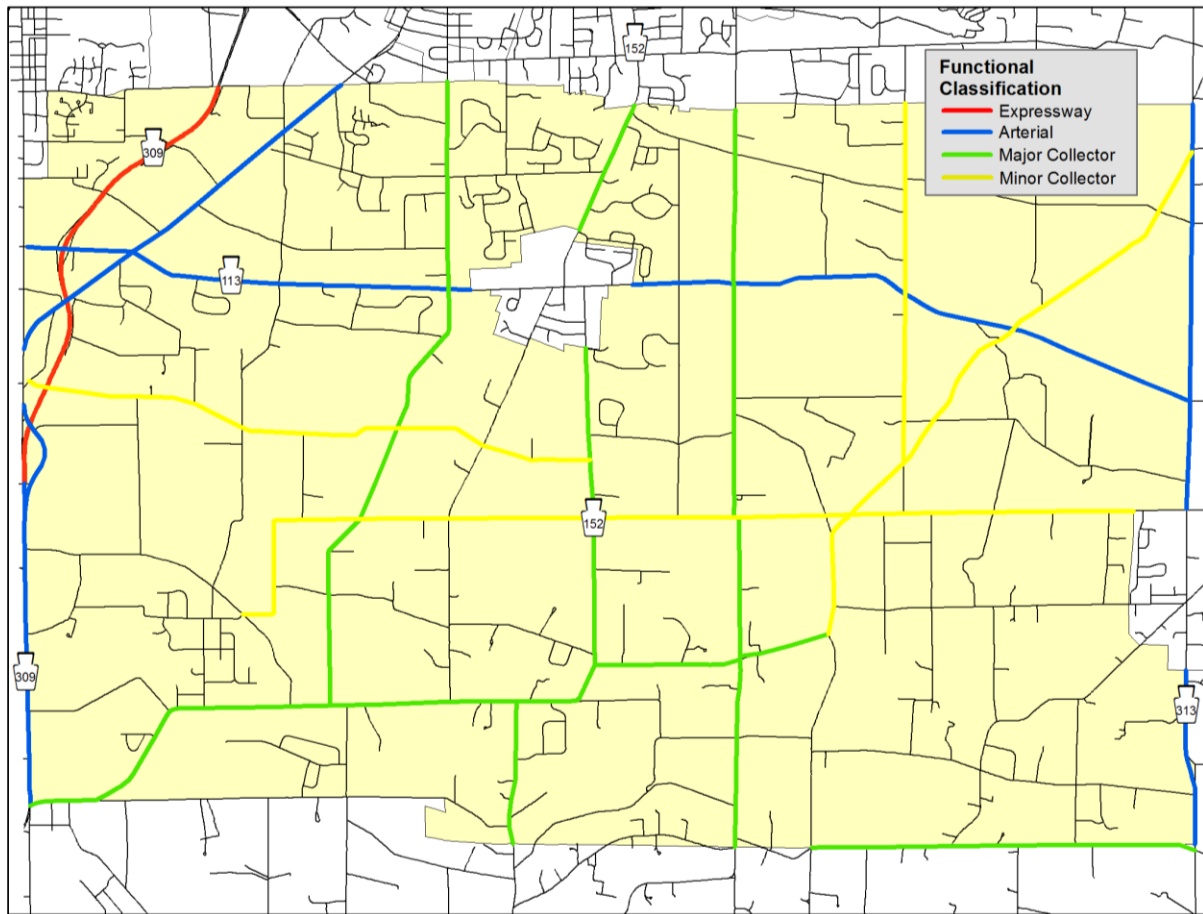 152
Functional
Classification
Expressway
Arterial
Major Collector
Minor Collector
309
113
152
309
313